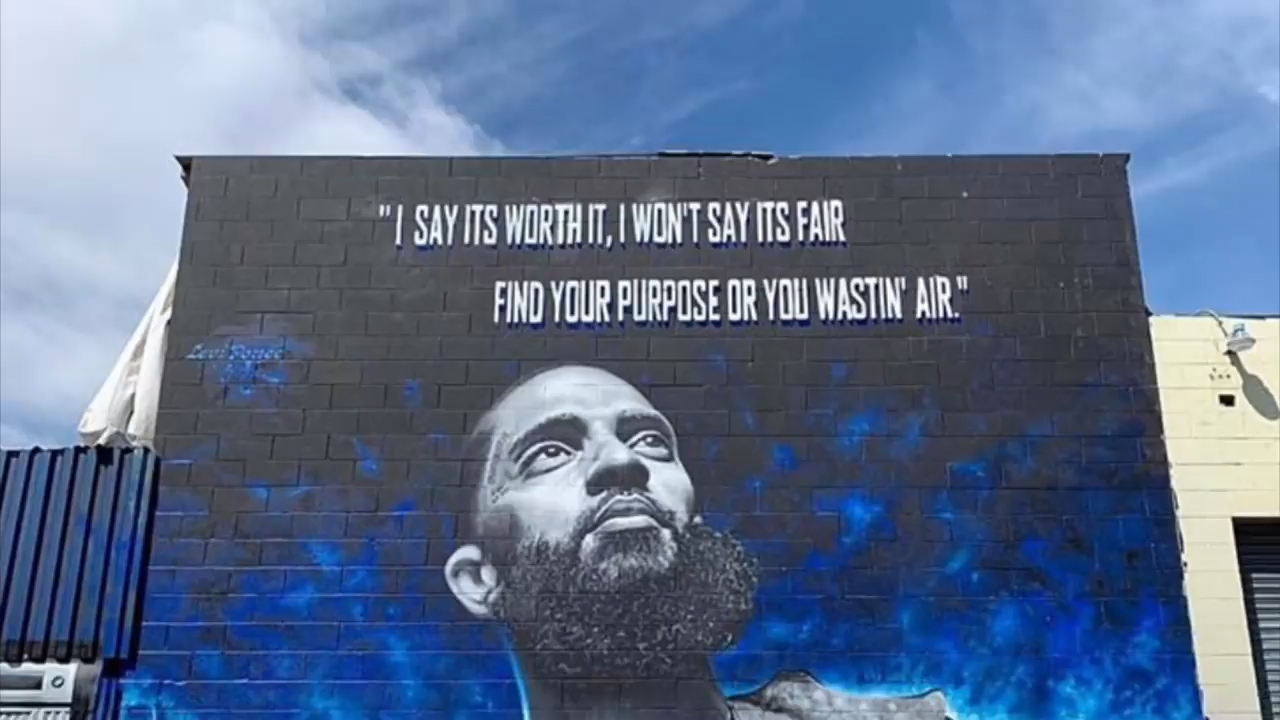 "I SAY ITS WORTH IT, I WON'T SAY ITS FAIR
FIND YOUR PURPOSE OR YOU WASTIN' AIR."